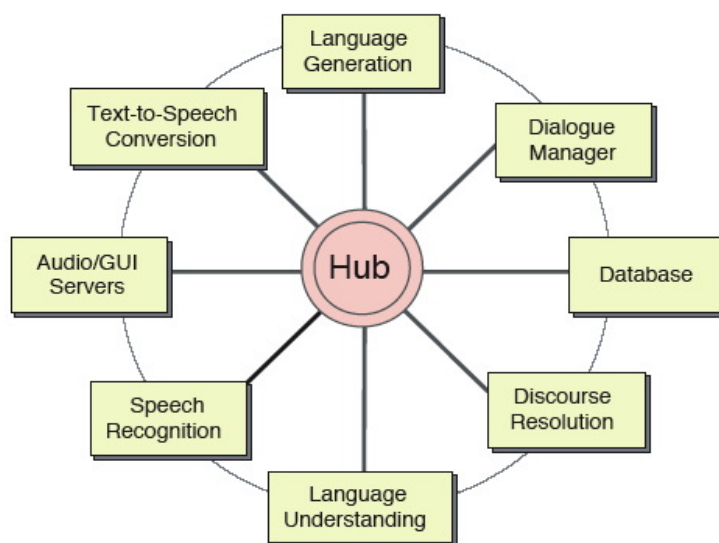 Language
Generation
Text-to-Speech
Conversion
Dialogue
Manager
Audio/GUI
Servers
Hub
Database
Speech
Recognition
Discourse
Resolution
Language
Understanding